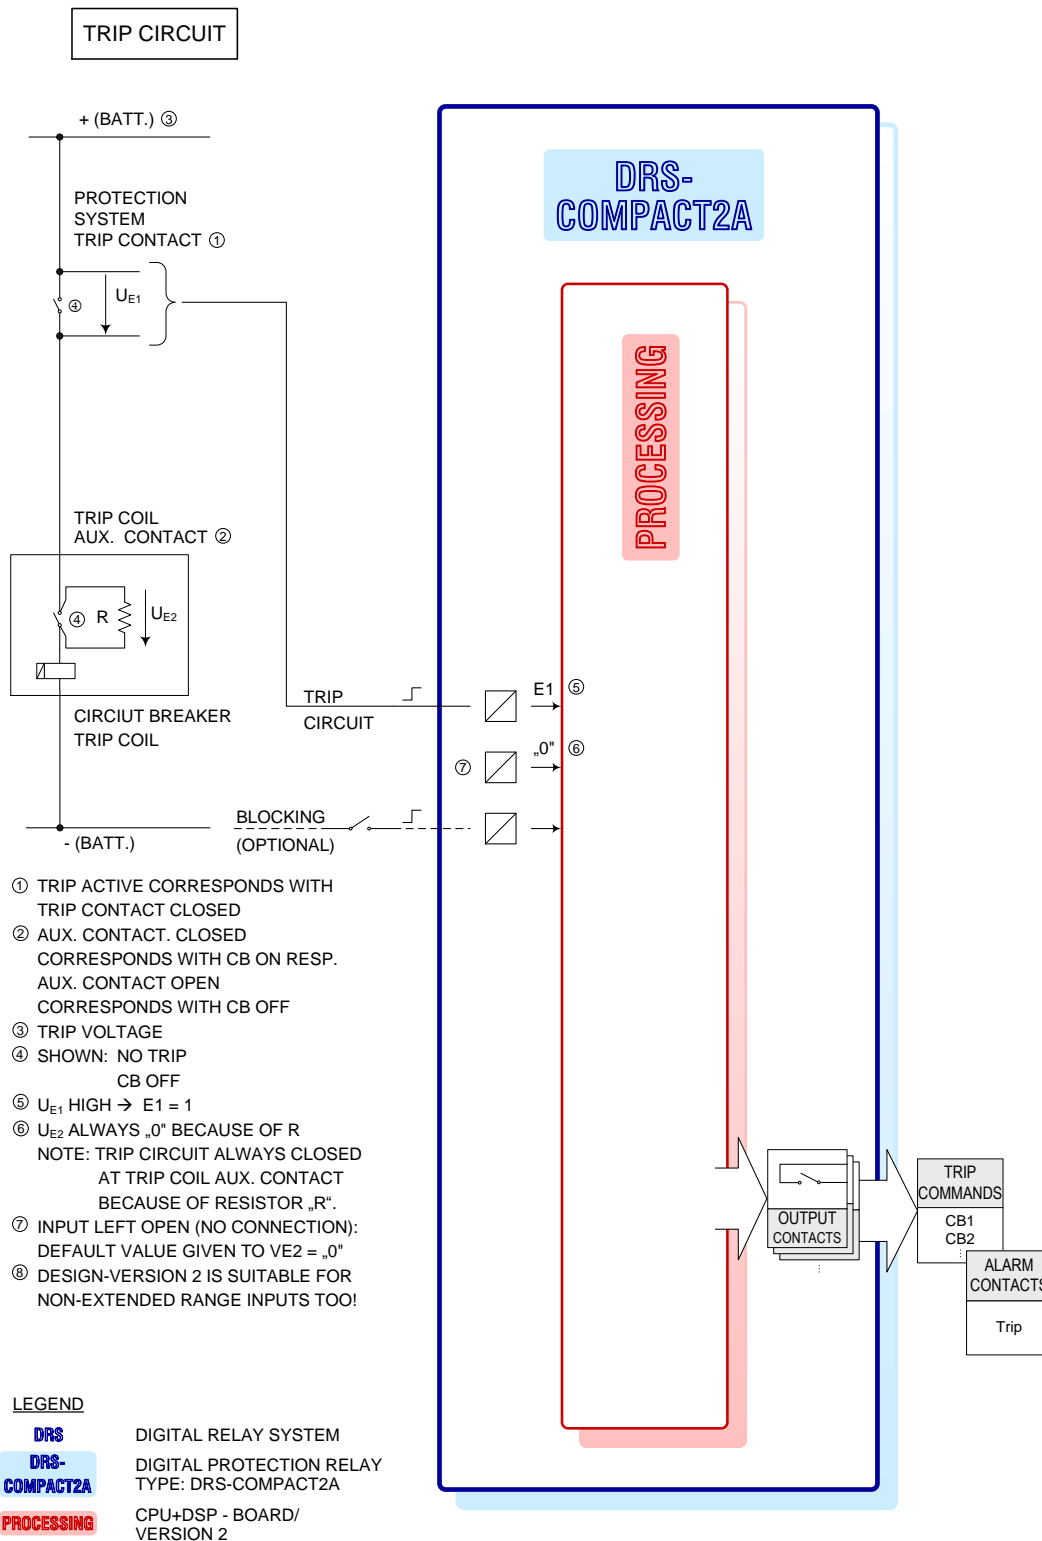 TRIP CIRCUIT
+ (BATT.) ③
PROTECTION
SYSTEM
TRIP CONTACT ①
④
UE1
TRIP COIL
AUX. CONTACT ②
④ R
UE2
CIRCIUT BREAKER
TRIP COIL
- (BATT.)
TRIP
CIRCUIT
BLOCKING
(OPTIONAL)
DRS-
COMPACT2A
PROCESSING
E1 ⑤
„0" ⑥
⑦
① TRIP ACTIVE CORRESPONDS WITH
TRIP CONTACT CLOSED
② AUX. CONTACT. CLOSED
CORRESPONDS WITH CB ON RESP.
AUX. CONTACT OPEN
CORRESPONDS WITH CB OFF
③ TRIP VOLTAGE
④ SHOWN: NO TRIP
CB OFF
⑤ UE1 HIGH → E1 = 1
⑥ UE2 ALWAYS „0" BECAUSE OF R
NOTE: TRIP CIRCUIT ALWAYS CLOSED
AT TRIP COIL AUX. CONTACT
BECAUSE OF RESISTOR „R“.
⑦ INPUT LEFT OPEN (NO CONNECTION):
DEFAULT VALUE GIVEN TO VE2 = „0"
⑧ DESIGN-VERSION 2 IS SUITABLE FOR
NON-EXTENDED RANGE INPUTS TOO!
OUTPUT
CONTACTS
TRIP
COMMANDS
CB1
CB2
ALARM
CONTACTS
Trip
LEGEND
DRS DIGITAL RELAY SYSTEM
DRS-
COMPACT2A
DIGITAL PROTECTION RELAY
TYPE: DRS-COMPACT2A
PROCESSING
CPU+DSP - BOARD/
VERSION 2